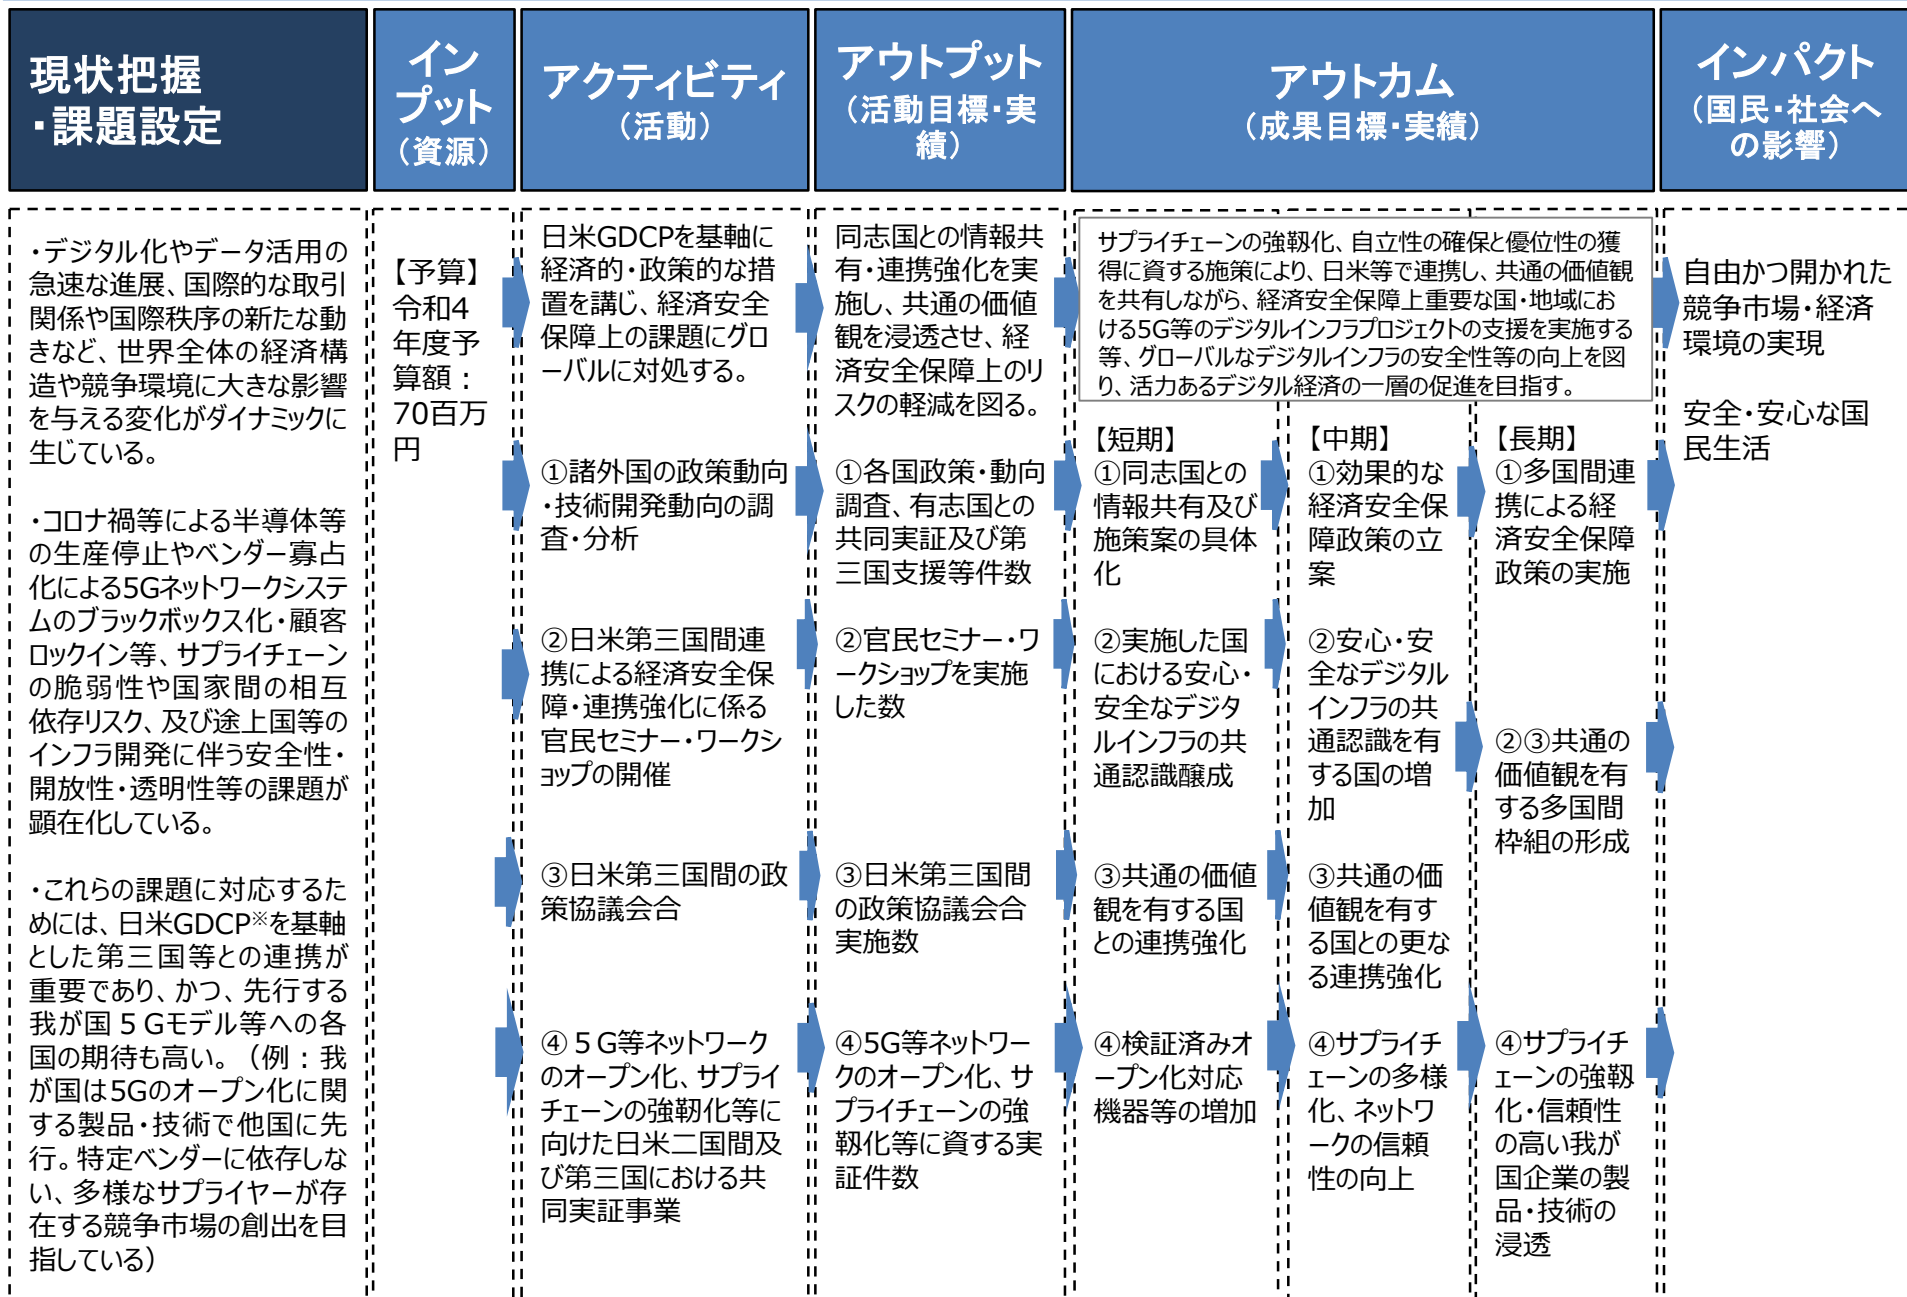 現状把握
・課題設定
イン
プット
（資源）
アクティビティ
（活動）
アウトプット
（活動目標・実
績）
アウトカム
（成果目標・実績）
インパクト
（国民・社会へ
の影響）
・デジタル化やデータ活用の
急速な進展、国際的な取引
関係や国際秩序の新たな動
きなど、世界全体の経済構
造や競争環境に大きな影響
を与える変化がダイナミックに
生じている。
・コロナ禍等による半導体等
の生産停止やベンダー寡占
化による5Gネットワークシステ
ムのブラックボックス化・顧客
ロックイン等、サプライチェーン
の脆弱性や国家間の相互
依存リスク、及び途上国等の
インフラ開発に伴う安全性・
開放性・透明性等の課題が
顕在化している。
・これらの課題に対応するた
めには、日米GDCP※を基軸
とした第三国等との連携が
重要であり、かつ、先行する
我が国５Gモデル等への各
国の期待も高い。（例：我
が国は5Gのオープン化に関
する製品・技術で他国に先
行。特定ベンダーに依存しな
い、多様なサプライヤーが存
在する競争市場の創出を目
指している）
【予算】
令和4
年度予
算額：
70百万
円
日米GDCPを基軸に
経済的・政策的な措
置を講じ、経済安全
保障上の課題にグロ
ーバルに対処する。
①諸外国の政策動向
・技術開発動向の調
査・分析
②日米第三国間連
携による経済安全保
障・連携強化に係る
官民セミナー・ワークシ
ョップの開催
③日米第三国間の政
策協議会合
④５G等ネットワーク
のオープン化、サプライ
チェーンの強靭化等に
向けた日米二国間及
び第三国における共
同実証事業
同志国との情報共
有・連携強化を実
施し、共通の価値
観を浸透させ、経
済安全保障上のリ
スクの軽減を図る。
①各国政策・動向
調査、有志国との
共同実証及び第
三国支援等件数
②官民セミナー・ワ
ークショップを実施
した数
③日米第三国間
の政策協議会合
実施数
④5G等ネットワー
クのオープン化、サ
プライチェーンの強
靱化等に資する実
証件数
サプライチェーンの強靱化、自立性の確保と優位性の獲
得に資する施策により、日米等で連携し、共通の価値観
を共有しながら、経済安全保障上重要な国・地域にお
ける5G等のデジタルインフラプロジェクトの支援を実施する
等、グローバルなデジタルインフラの安全性等の向上を図
り、活力あるデジタル経済の一層の促進を目指す。
【短期】
①同志国との
情報共有及び
施策案の具体
化
②実施した国
における安心・
安全なデジタ
ルインフラの共
通認識醸成
③共通の価値
観を有する国
との連携強化
④検証済みオ
ープン化対応
機器等の増加
【中期】
①効果的な
経済安全保
障政策の立
案
②安心・安
全なデジタル
インフラの共
通認識を有
する国の増
加
③共通の価
値観を有す
る国との更な
る連携強化
④サプライチ
ェーンの多様
化、ネットワ
ークの信頼
性の向上
【長期】
①多国間連
携による経
済安全保障
政策の実施
②③共通の
価値観を有
する多国間
枠組の形成
④サプライチ
ェーンの強靱
化・信頼性
の高い我が
国企業の製
品・技術の
浸透
自由かつ開かれた
競争市場・経済
環境の実現
安全・安心な国
民生活